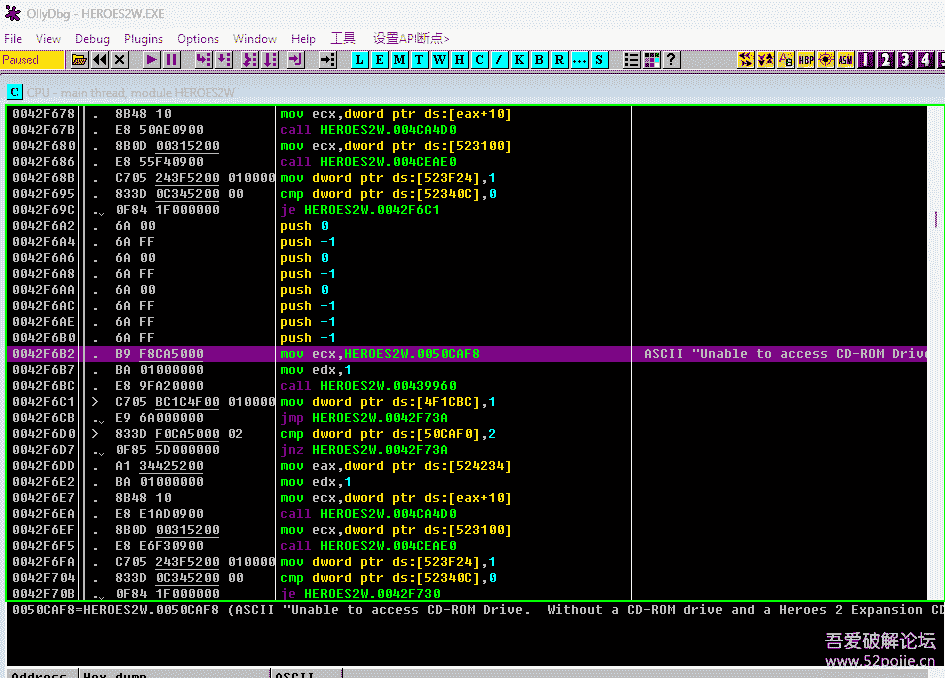 OllyDbg - HEROES2W.EXE
File View Debug Plugins Options Window Help 工具 设置API断点>
Paused L E M T W H C / K B R ... S ? HBP ASM 1 2 3 4
C CPU - main thread, module HEROES2W
0042F678 . 8B48 10 mov ecx,dword ptr ds:[eax+10]
0042F67B . E8 50AE0900 call HEROES2W.004CA4D0
0042F680 . 8B0D 00315200 mov ecx,dword ptr ds:[523100]
0042F686 . E8 55F40900 call HEROES2W.004CEAE0
0042F68B . C705 243F5200 010000 mov dword ptr ds:[523F24],1
0042F695 . 833D 0C345200 00 cmp dword ptr ds:[52340C],0
0042F69C . 0F84 1F000000 je HEROES2W.0042F6C1
0042F6A2 . 6A 00 push 0
0042F6A4 . 6A FF push -1
0042F6A6 . 6A 00 push 0
0042F6A8 . 6A FF push -1
0042F6AA . 6A 00 push 0
0042F6AC . 6A FF push -1
0042F6AE . 6A FF push -1
0042F6B0 . 6A FF push -1
0042F6B2 . B9 F8CA5000 mov ecx,HEROES2W.0050CAF8 ASCII "Unable to access CD-ROM Drive
0042F6B7 . BA 01000000 mov edx,1
0042F6BC . E8 9FA20000 call HEROES2W.00439960
0042F6C1 > C705 BC1C4F00 010000 mov dword ptr ds:[4F1CBC],1
0042F6CB . E9 6A000000 jmp HEROES2W.0042F73A
0042F6D0 > 833D F0CA5000 02 cmp dword ptr ds:[50CAF0],2
0042F6D7 . 0F85 5D000000 jnz HEROES2W.0042F73A
0042F6DD . A1 34425200 mov eax,dword ptr ds:[524234]
0042F6E2 . BA 01000000 mov edx,1
0042F6E7 . 8B48 10 mov ecx,dword ptr ds:[eax+10]
0042F6EA . E8 E1AD0900 call HEROES2W.004CA4D0
0042F6EF . 8B0D 00315200 mov ecx,dword ptr ds:[523100]
0042F6F5 . E8 E6F30900 call HEROES2W.004CEAE0
0042F6FA . C705 243F5200 010000 mov dword ptr ds:[523F24],1
0042F704 . 833D 0C345200 00 cmp dword ptr ds:[52340C],0
0042F70B . 0F84 1F000000 je HEROES2W.0042F730
0050CAF8=HEROES2W.0050CAF8 (ASCII "Unable to access CD-ROM Drive. Without a CD-ROM drive and a Heroes 2 Expansion CD
吾爱破解论坛
www.52pojie.cn
Address Hex dump ASCII